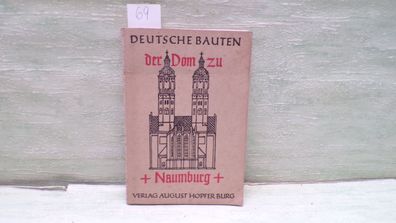 69
DEUTSCHE BAUTEN
der Dom zu
+ Naumburg +
VERLAG AUGUST HOPFER BURG